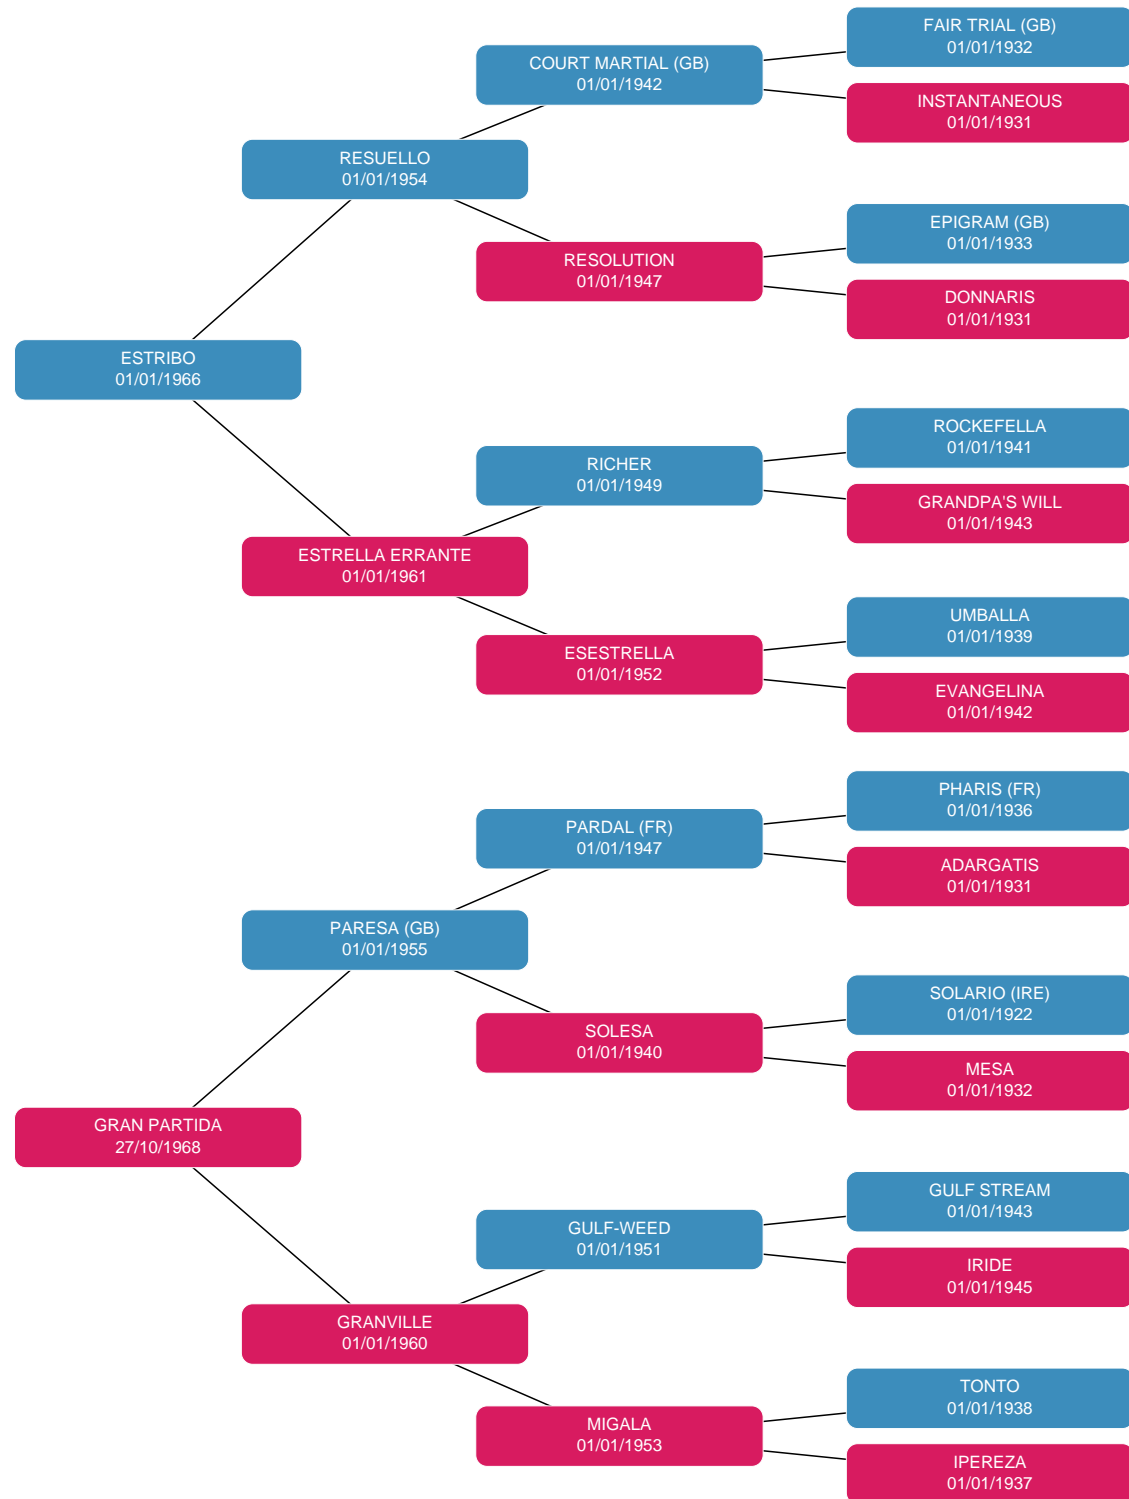 FAIR TRIAL (GB)
01/01/1932
COURT MARTIAL (GB)
01/01/1942
INSTANTANEOUS
01/01/1931
RESUELLO
01/01/1954
EPIGRAM (GB)
01/01/1933
RESOLUTION
01/01/1947
DONNARIS
01/01/1931
ESTRIBO
01/01/1966
ROCKEFELLA
01/01/1941
RICHER
01/01/1949
GRANDPA'S WILL
01/01/1943
ESTRELLA ERRANTE
01/01/1961
UMBALLA
01/01/1939
ESESTRELLA
01/01/1952
EVANGELINA
01/01/1942
PHARIS (FR)
01/01/1936
PARDAL (FR)
01/01/1947
ADARGATIS
01/01/1931
PARESA (GB)
01/01/1955
SOLARIO (IRE)
01/01/1922
SOLESA
01/01/1940
MESA
01/01/1932
GRAN PARTIDA
27/10/1968
GULF STREAM
01/01/1943
GULF-WEED
01/01/1951
IRIDE
01/01/1945
GRANVILLE
01/01/1960
TONTO
01/01/1938
MIGALA
01/01/1953
IPEREZA
01/01/1937